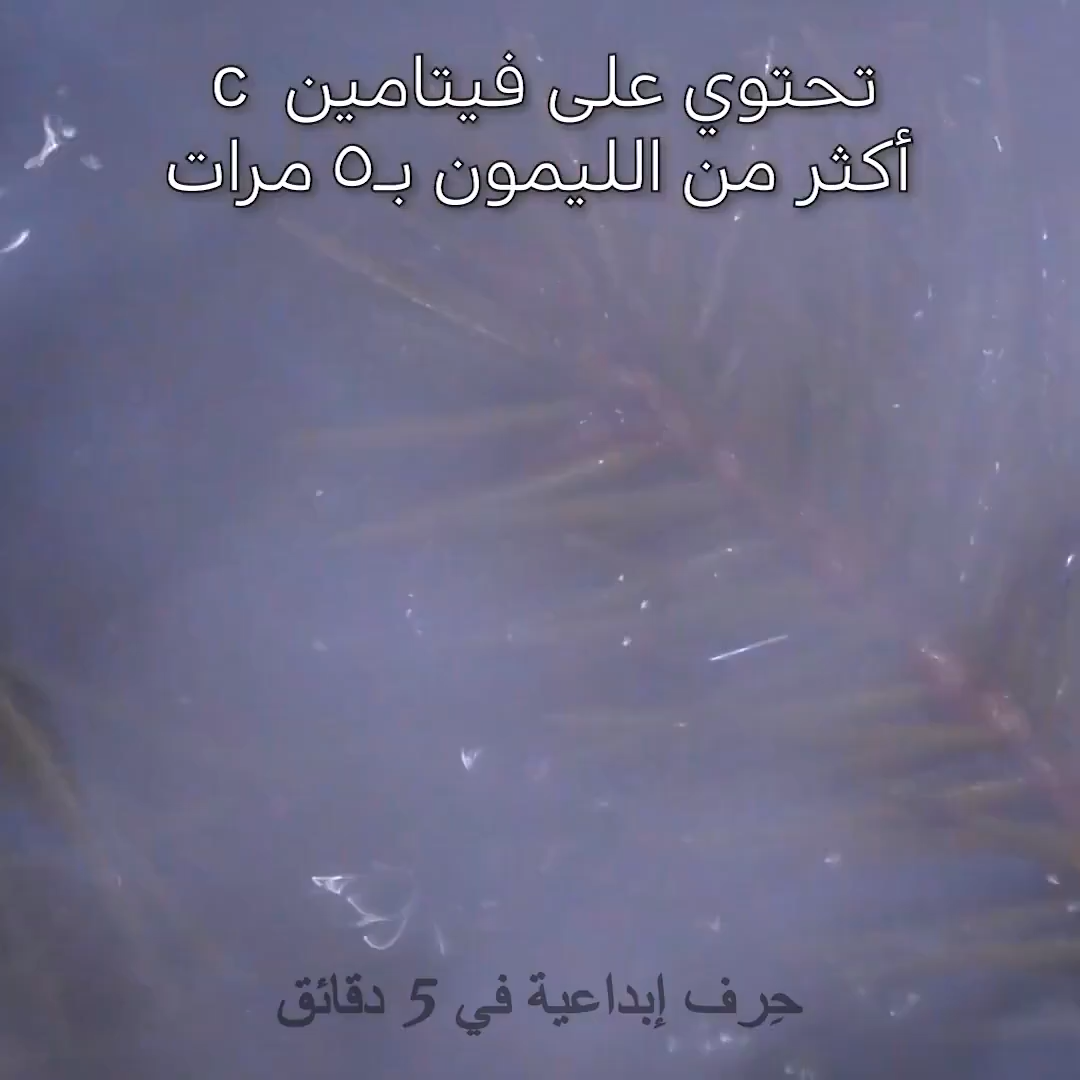 تحتوي على فيتامين c
أكثر من الليمون بـ٥ مرات
حِرف إبداعية في 5 دقائق